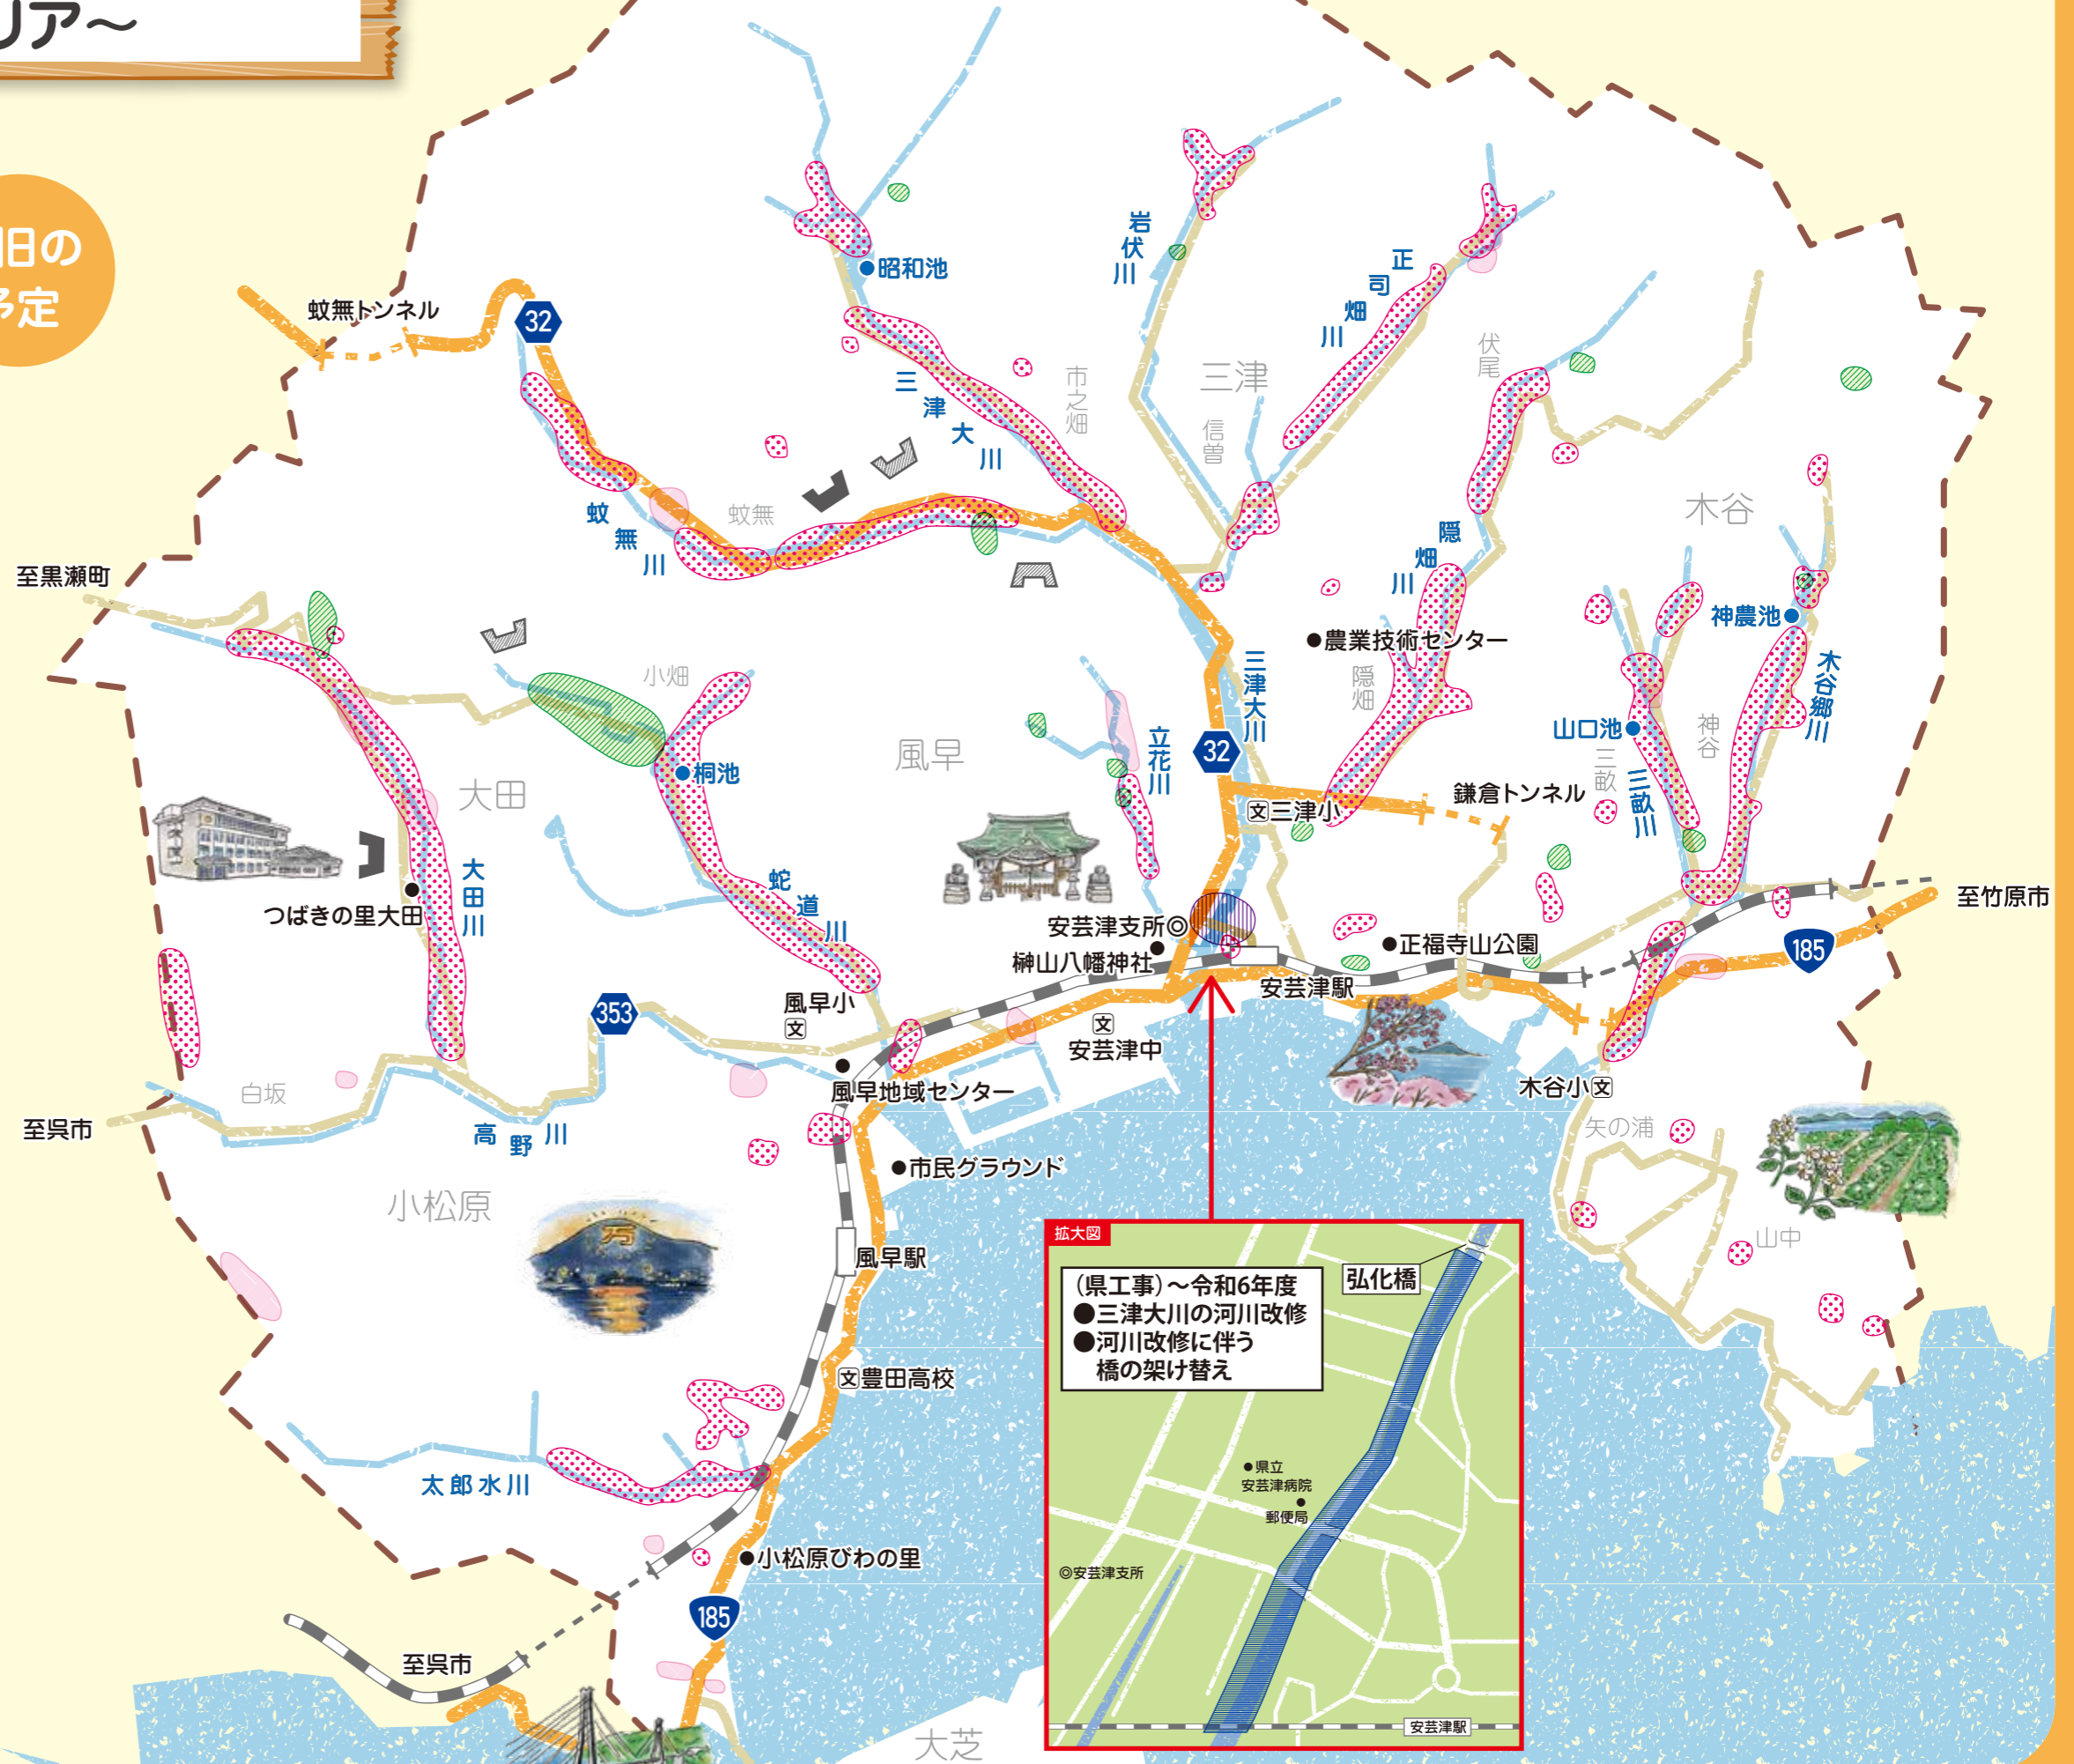 リア～
旧の
予定
蚊無トンネル
32
昭和池
岩伏川
正司畑川
三津大川
市之畑
三津
信曽
伏尾
木谷
蚊無川
蚊無
隠畑川
至黒瀬町
農業技術センター
神農池
木谷郷川
小畑
隠畑
三津大川
山口池
三畝
神谷
三畝川
風早
立花川
32
桐池
大田
鎌倉トンネル
文三津小
大田川
つばきの里大田
蛇道川
安芸津支所◎
榊山八幡神社
正福寺山公園
至竹原市
185
安芸津駅
353
風早小
文
文
安芸津中
風早地域センター
木谷小文
白坂
至呉市
高野川
矢の浦
市民グラウンド
小松原
山中
風早駅
拡大図
(県工事)～令和6年度
●三津大川の河川改修
●河川改修に伴う
橋の架け替え
弘化橋
文豊田高校
●県立
安芸津病院
郵便局
太郎水川
小松原びわの里
◎安芸津支所
185
至呉市
安芸津駅
大芝